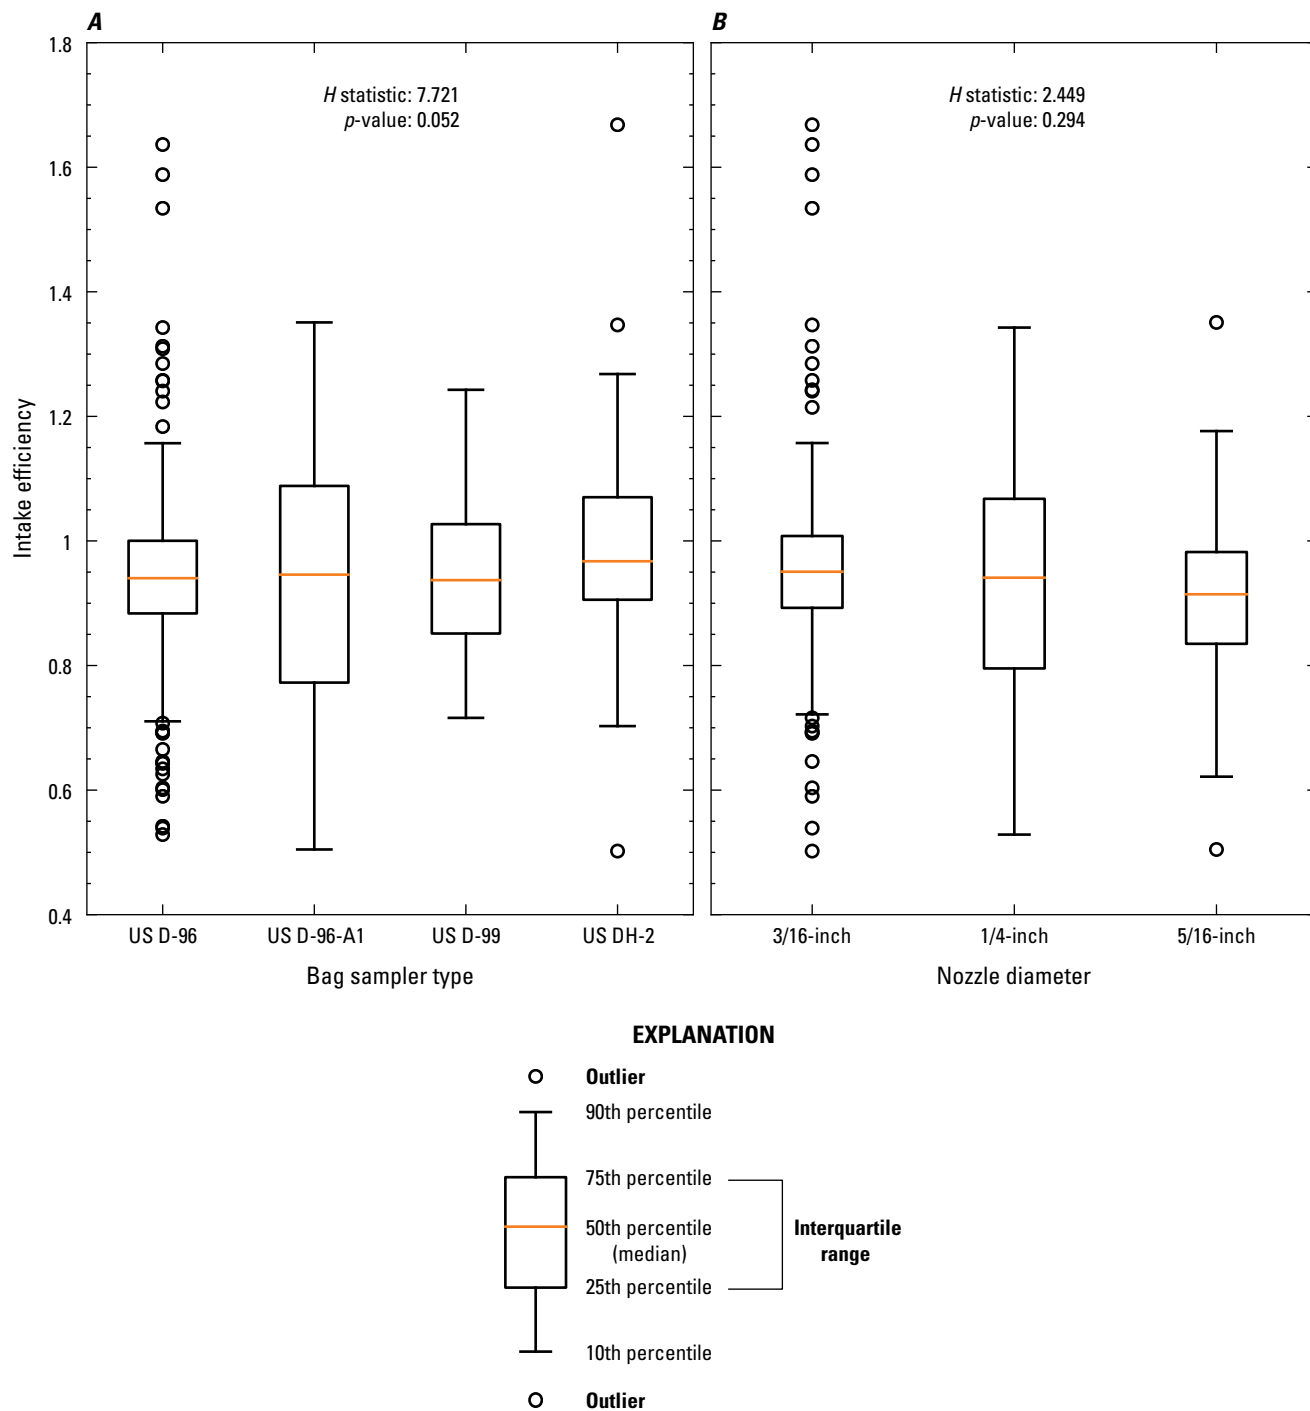 A
B
1.8
1.6
1.4
1.2
1
0.8
0.6
0.4
Intake efficiency
H statistic: 7.721
p-value: 0.052
H statistic: 2.449
p-value: 0.294
US D-96
US D-96-A1
US D-99
US DH-2
3/16-inch
1/4-inch
5/16-inch
Bag sampler type
Nozzle diameter
EXPLANATION
Outlier
90th percentile
75th percentile
50th percentile
(median)
Interquartile
range
25th percentile
10th percentile
Outlier